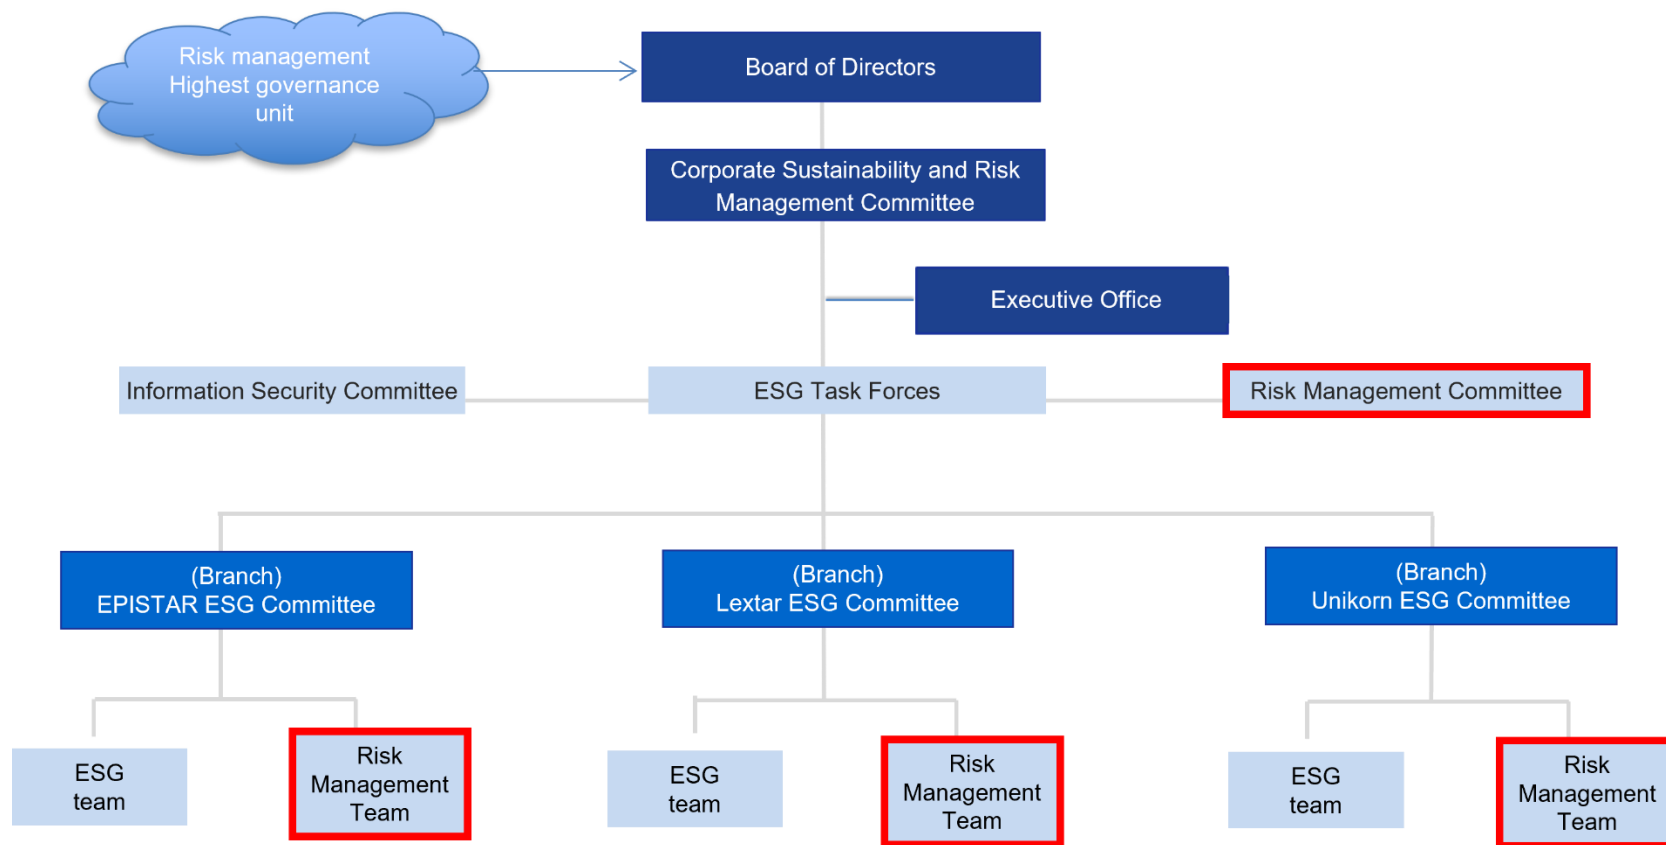 Risk management
Highest governance
unit
Board of Directors
Corporate Sustainability and Risk
Management Committee
Executive Office
Information Security Committee
ESG Task Forces
Risk Management Committee
(Branch)
EPISTAR ESG Committee
(Branch)
Lextar ESG Committee
(Branch)
Unikorn ESG Committee
ESG
team
Risk
Management
Team
ESG
team
Risk
Management
Team
ESG
team
Risk
Management
Team